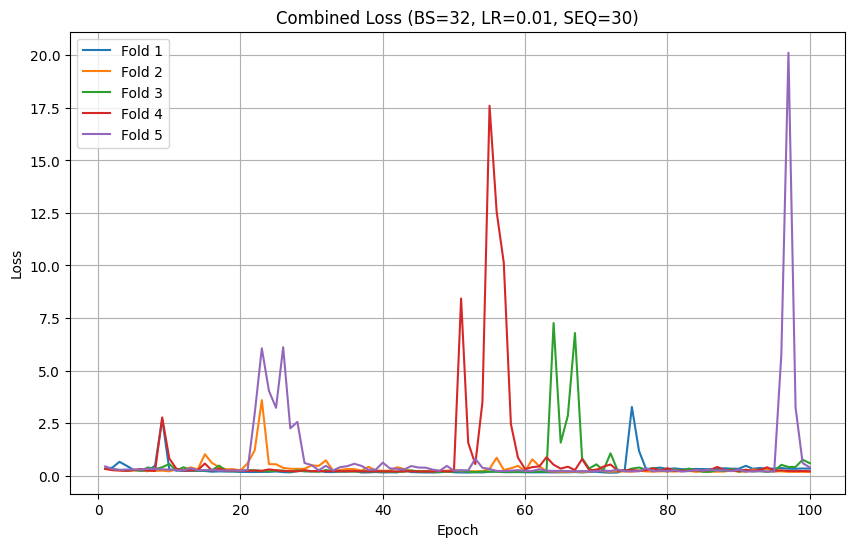 Combined Loss (BS=32, LR=0.01, SEQ=30)
Fold 1
Fold 2
Fold 3
Fold 4
Fold 5
20.0
17.5
15.0
12.5
10.0
7.5
5.0
2.5
0.0
Loss
0 20 40 60 80 100
Epoch